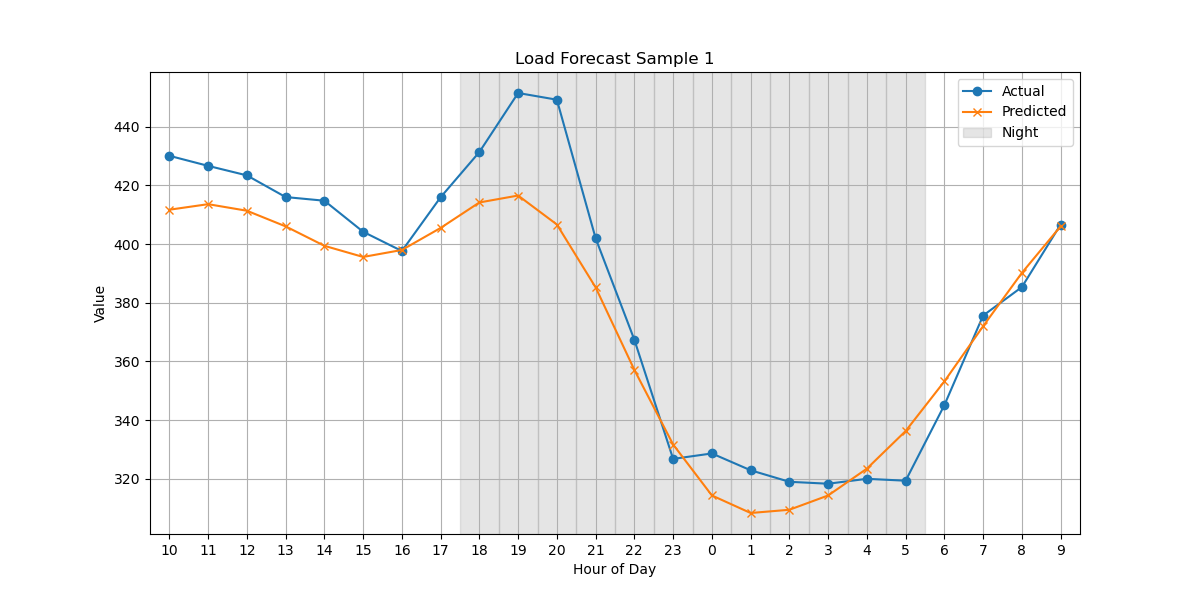 Load Forecast Sample 1
Actual
Predicted
Night
Value
440
420
400
380
360
340
320
10 11 12 13 14 15 16 17 18 19 20 21 22 23 0 1 2 3 4 5 6 7 8 9
Hour of Day